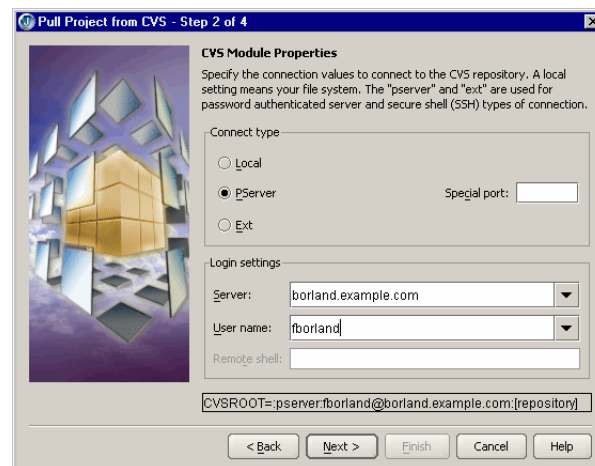 Pull Project from CVS - Step 2 of 4
CVS Module Properties
Specify the connection values to connect to the CVS repository. A local
setting means your file system. The "pserver" and "ext" are used for
password authenticated server and secure shell (SSH) types of connection.
Connect type
Local
PServer
Special port:
Ext
Login settings
Server:
borland.example.com
User name:
fborland
Remote shell:
CVSROOT=:pserver:fborland@borland.example.com:[repository]
< Back
Next >
Finish
Cancel
Help